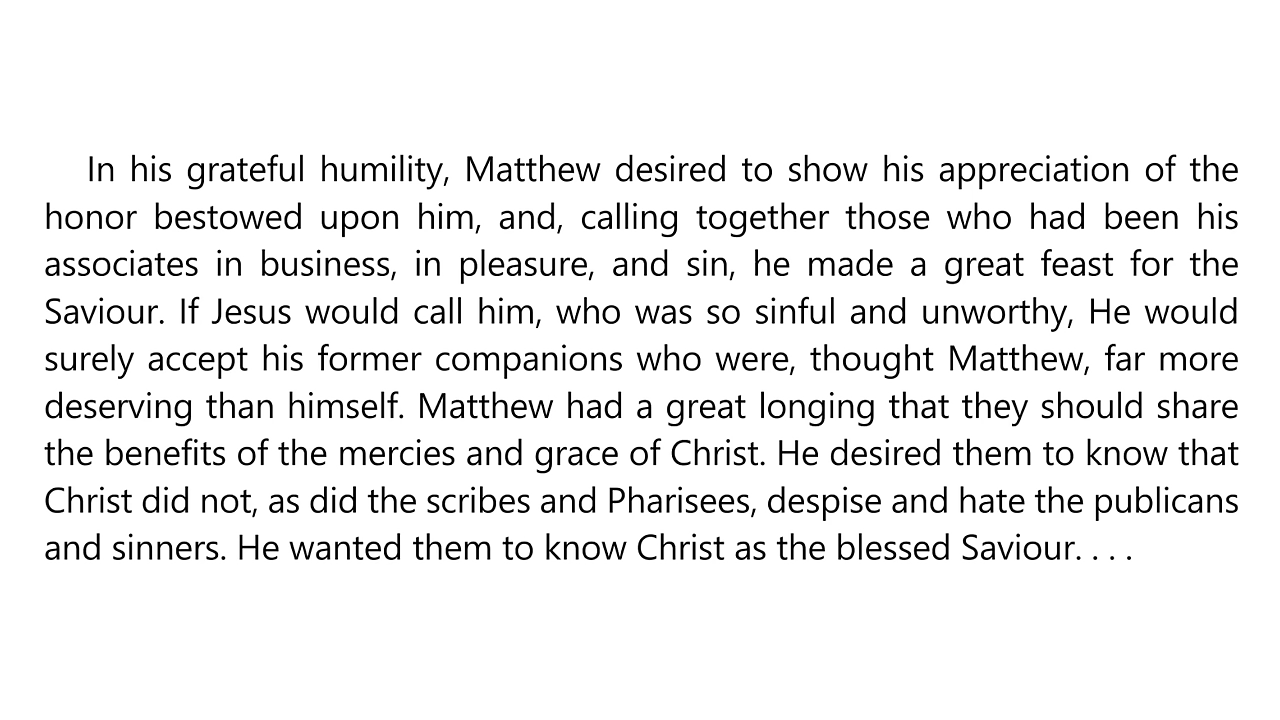 In his grateful humility, Matthew desired to show his appreciation of the
honor bestowed upon him, and, calling together those who had been his
associates in business, in pleasure, and sin, he made a great feast for the
Saviour. If Jesus would call him, who was so sinful and unworthy, He would
surely accept his former companions who were, thought Matthew, far more
deserving than himself. Matthew had a great longing that they should share
the benefits of the mercies and grace of Christ. He desired them to know that
Christ did not, as did the scribes and Pharisees, despise and hate the publicans
and sinners. He wanted them to know Christ as the blessed Saviour. . . .